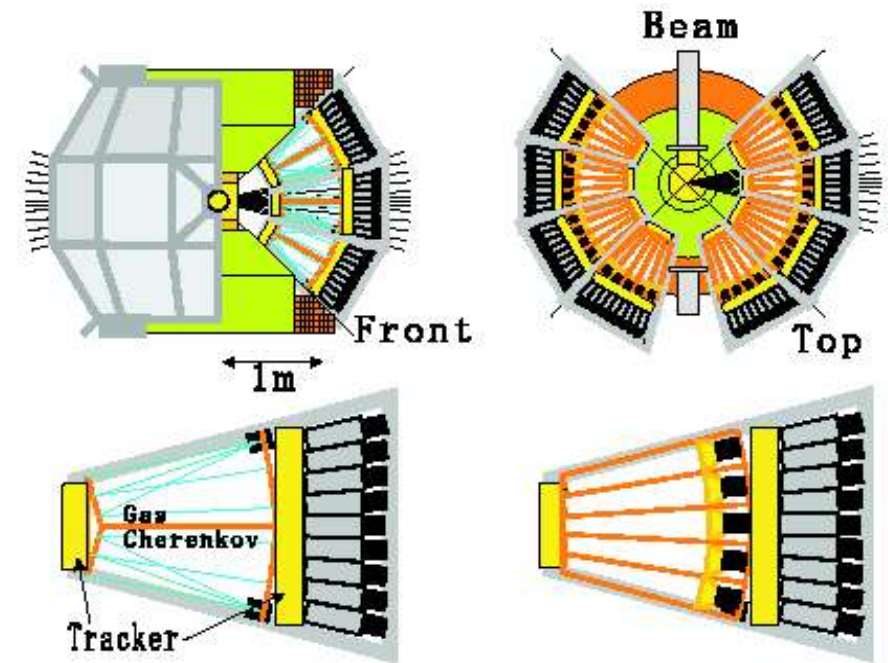 Beam
Front
Top
1m
Gas
Cherenkov
Tracker